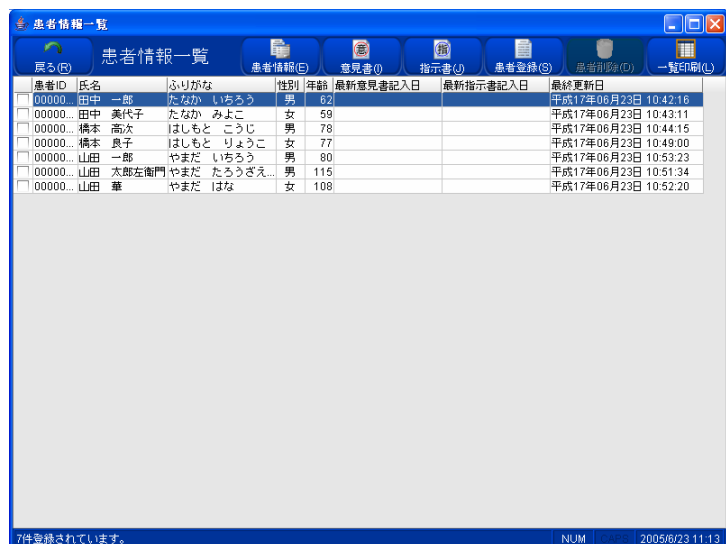 患者情報一覧
戻る(R) 患者情報一覧 患者情報(E) 意見書(I) 指示書(J) 患者登録(S) 患者削除(D) 一覧印刷(L)
患者ID 氏名 ふりがな 性別 年齢 最新意見書記入日 最新指示書記入日 最終更新日
00000... 田中 一郎 たなか いちろう 男 62 平成17年06月23日 10:42:16
00000... 田中 美代子 たなか みよこ 女 59 平成17年06月23日 10:43:11
00000... 橋本 高次 はしもと こうじ 男 78 平成17年06月23日 10:44:15
00000... 橋本 良子 はしもと りょうこ 女 77 平成17年06月23日 10:49:00
00000... 山田 一郎 やまだ いちろう 男 80 平成17年06月23日 10:53:23
00000... 山田 太郎左衛門 やまだ たろうざえ... 男 115 平成17年06月23日 10:51:34
00000... 山田 華 やまだ はな 女 108 平成17年06月23日 10:52:20
7件登録されています。 NUM CAPS 2005/6/23 11:13